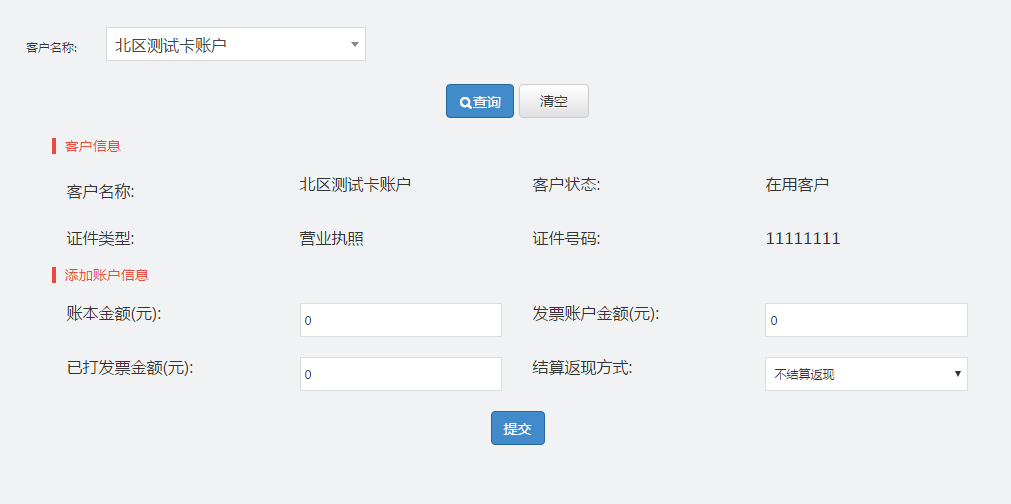 客户名称: 北区测试卡账户
查询 清空
客户信息
客户名称: 北区测试卡账户 客户状态: 在用客户
证件类型: 营业执照 证件号码: 11111111
添加账户信息
账本金额(元): 0 发票账户金额(元): 0
已打发票金额(元): 0 结算返现方式: 不结算返现
提交